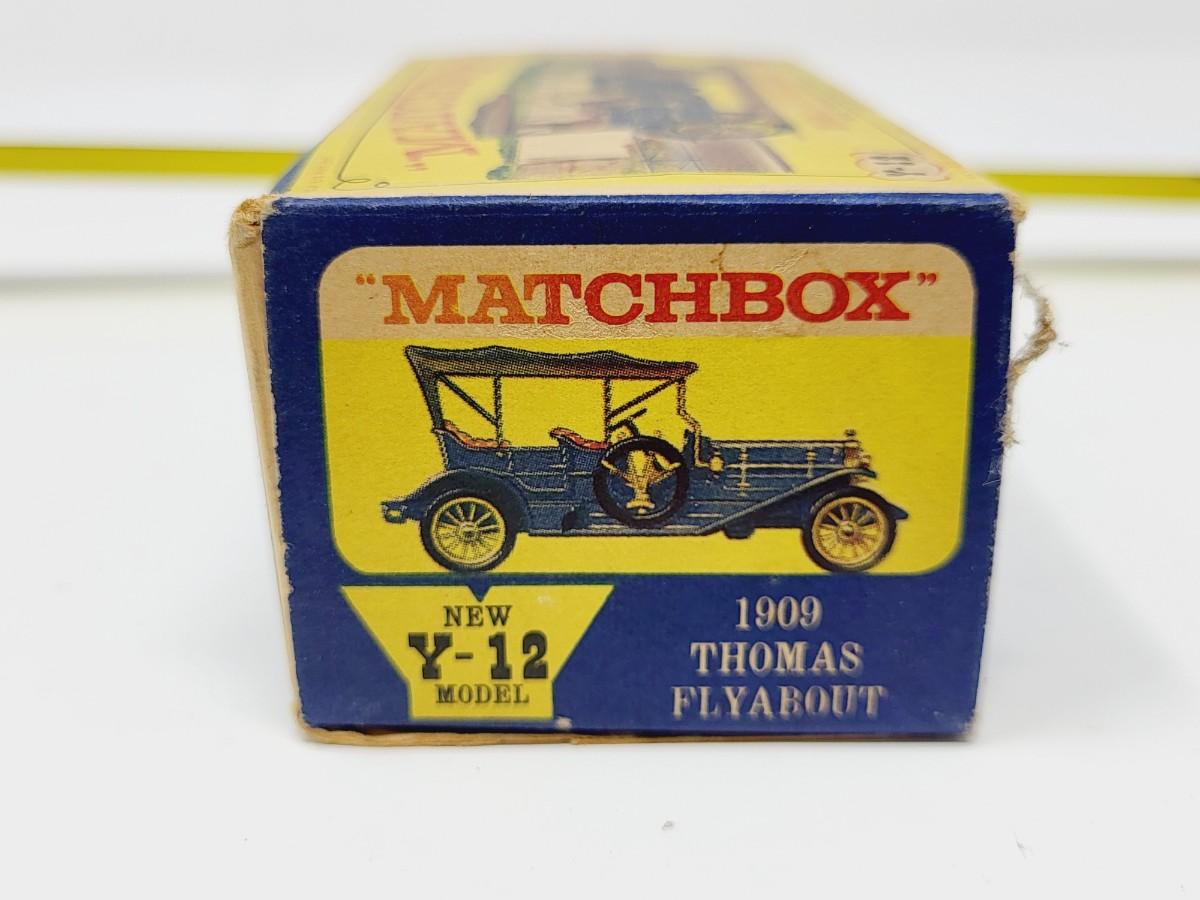 "MATCHBOX"
NEW
Y-12
MODEL
1909
THOMAS
FLYABOUT